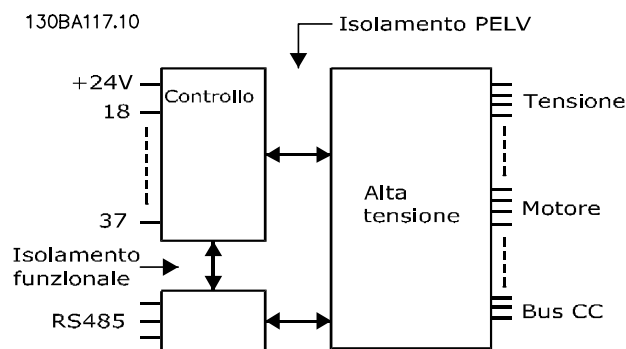 130BA117.10
Isolamento PELV
+24V
Controllo
18
Tensione
Alta
tensione
Motore
37
Isolamento
funzionale
RS485
Bus CC